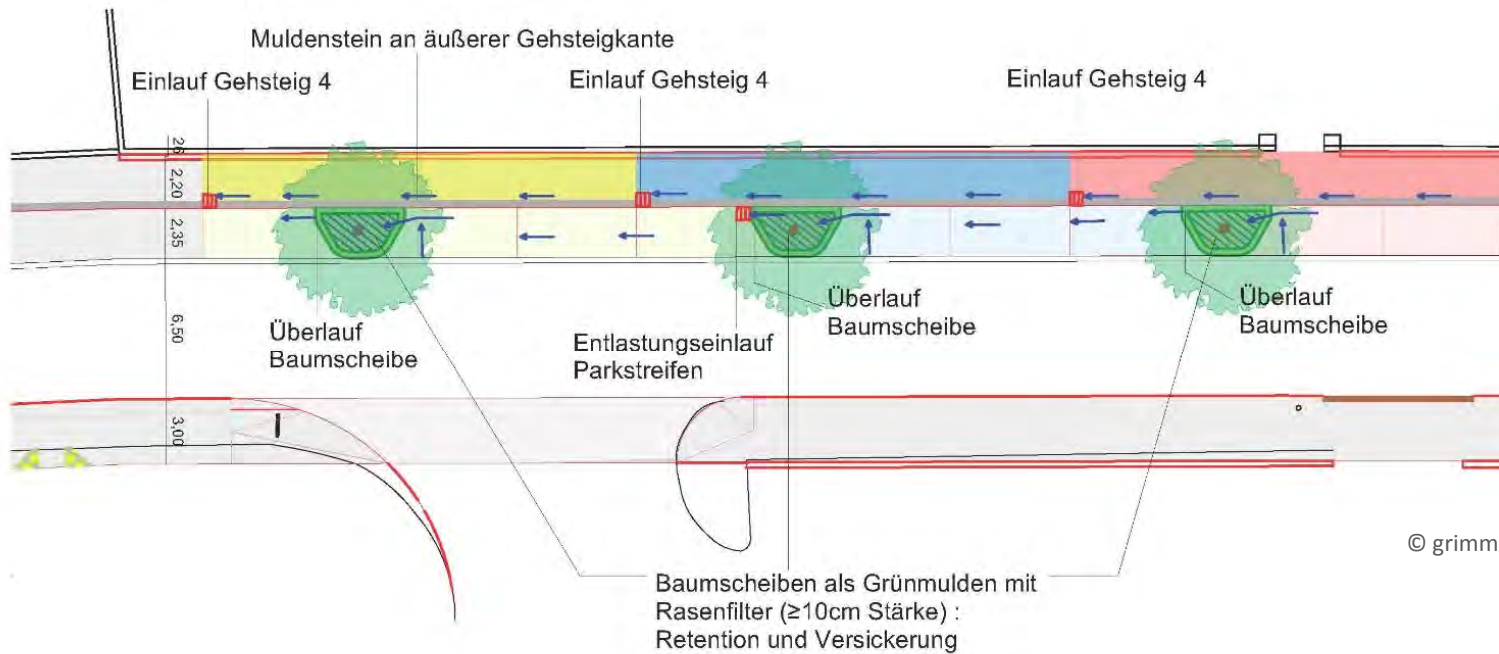 Muldenstein an äußerer Gehsteigkante
Einlauf Gehsteig 4
Einlauf Gehsteig 4
Einlauf Gehsteig 4
26
2,20
2,35
6,50
3,00
Überlauf
Baumscheibe
Entlastungseinlauf
Parkstreifen
Überlauf
Baumscheibe
Überlauf
Baumscheibe
© grimm
Baumscheiben als Grünmulden mit
Rasenfilter (≥10cm Stärke) :
Retention und Versickerung